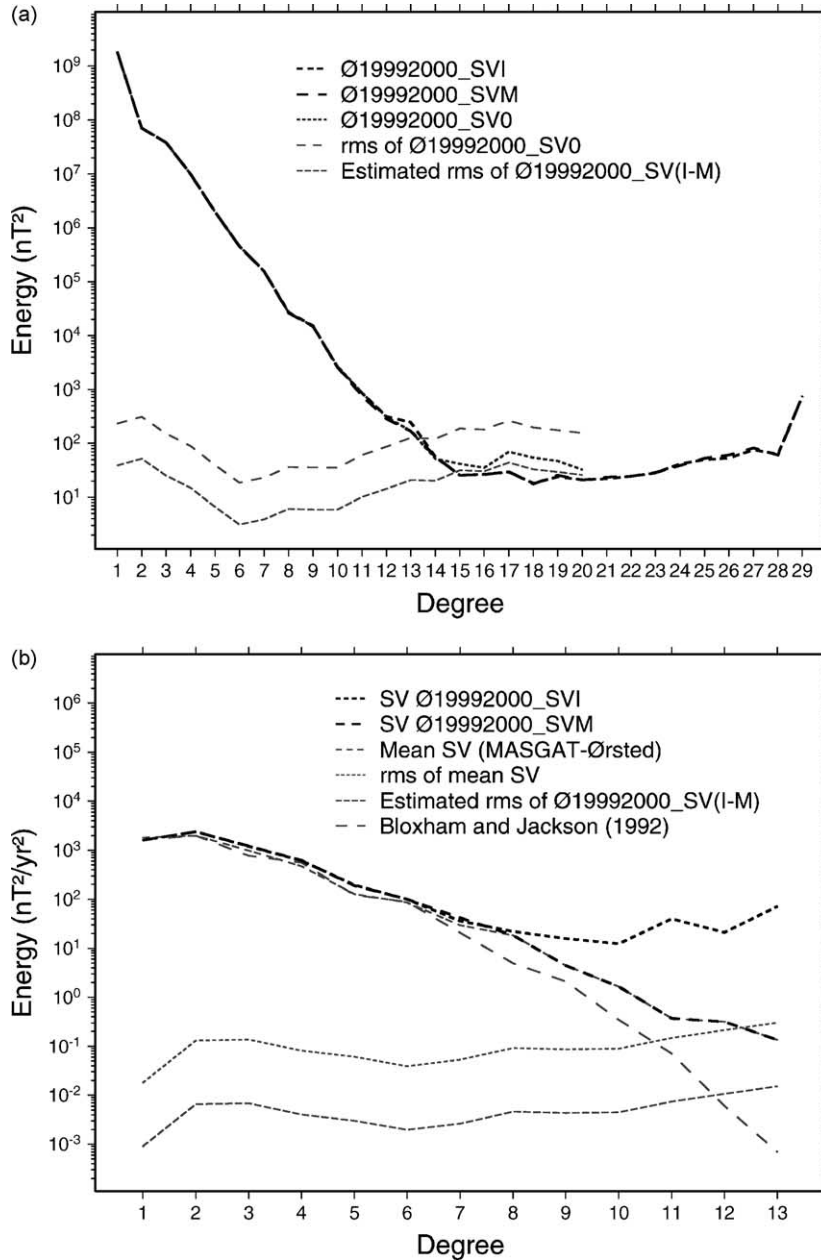 (a)
10⁹
10⁸
10⁷
10⁶
10⁵
10⁴
10³
10²
10¹
Energy (nT²)
Ø19992000_SVI
Ø19992000_SVM
Ø19992000_SV0
rms of Ø19992000_SV0
Estimated rms of Ø19992000_SV(I-M)
1 2 3 4 5 6 7 8 9 10 11 12 13 14 15 16 17 18 19 20 21 22 23 24 25 26 27 28 29
Degree
(b)
10⁶
10⁵
10⁴
10³
10²
10¹
10⁰
10⁻¹
10⁻²
10⁻³
Energy (nT²/yr²)
SV Ø19992000_SVI
SV Ø19992000_SVM
Mean SV (MASGAT-Ørsted)
rms of mean SV
Estimated rms of Ø19992000_SV(I-M)
Bloxham and Jackson (1992)
1 2 3 4 5 6 7 8 9 10 11 12 13
Degree